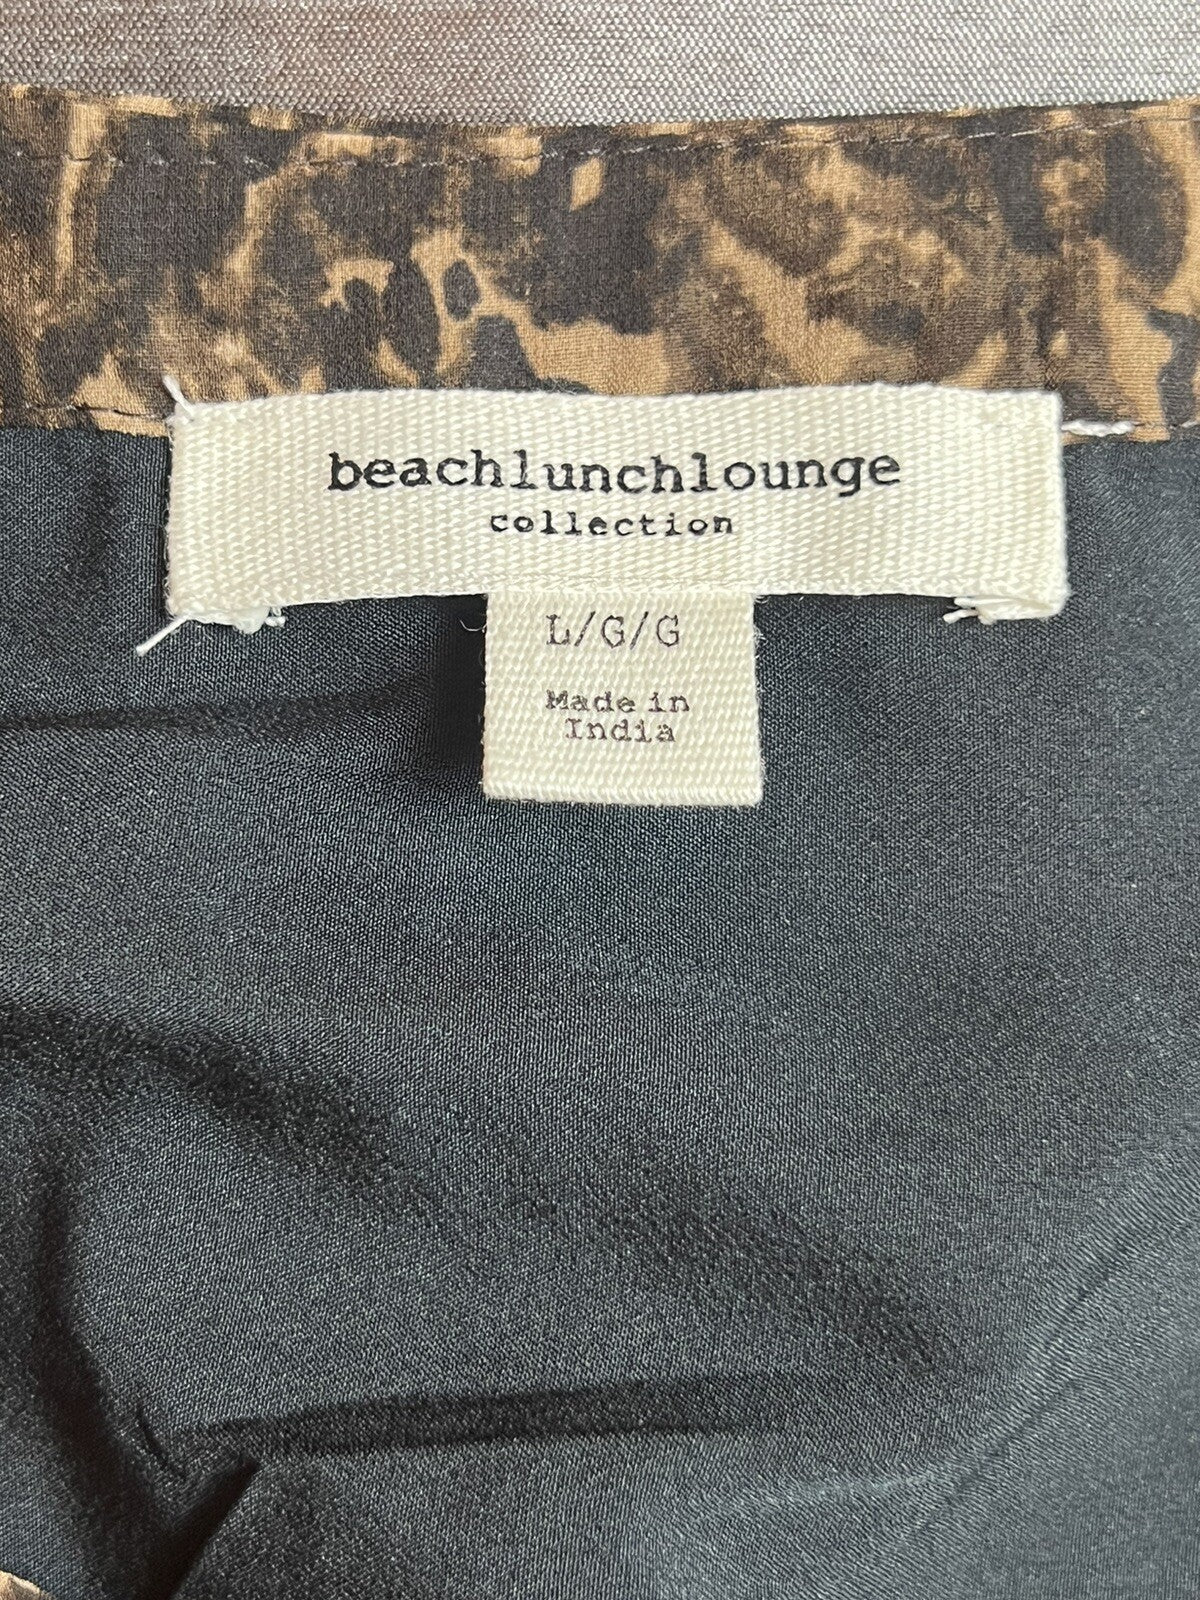 beachlunchlounge
collection
L/G/G
Made in
India